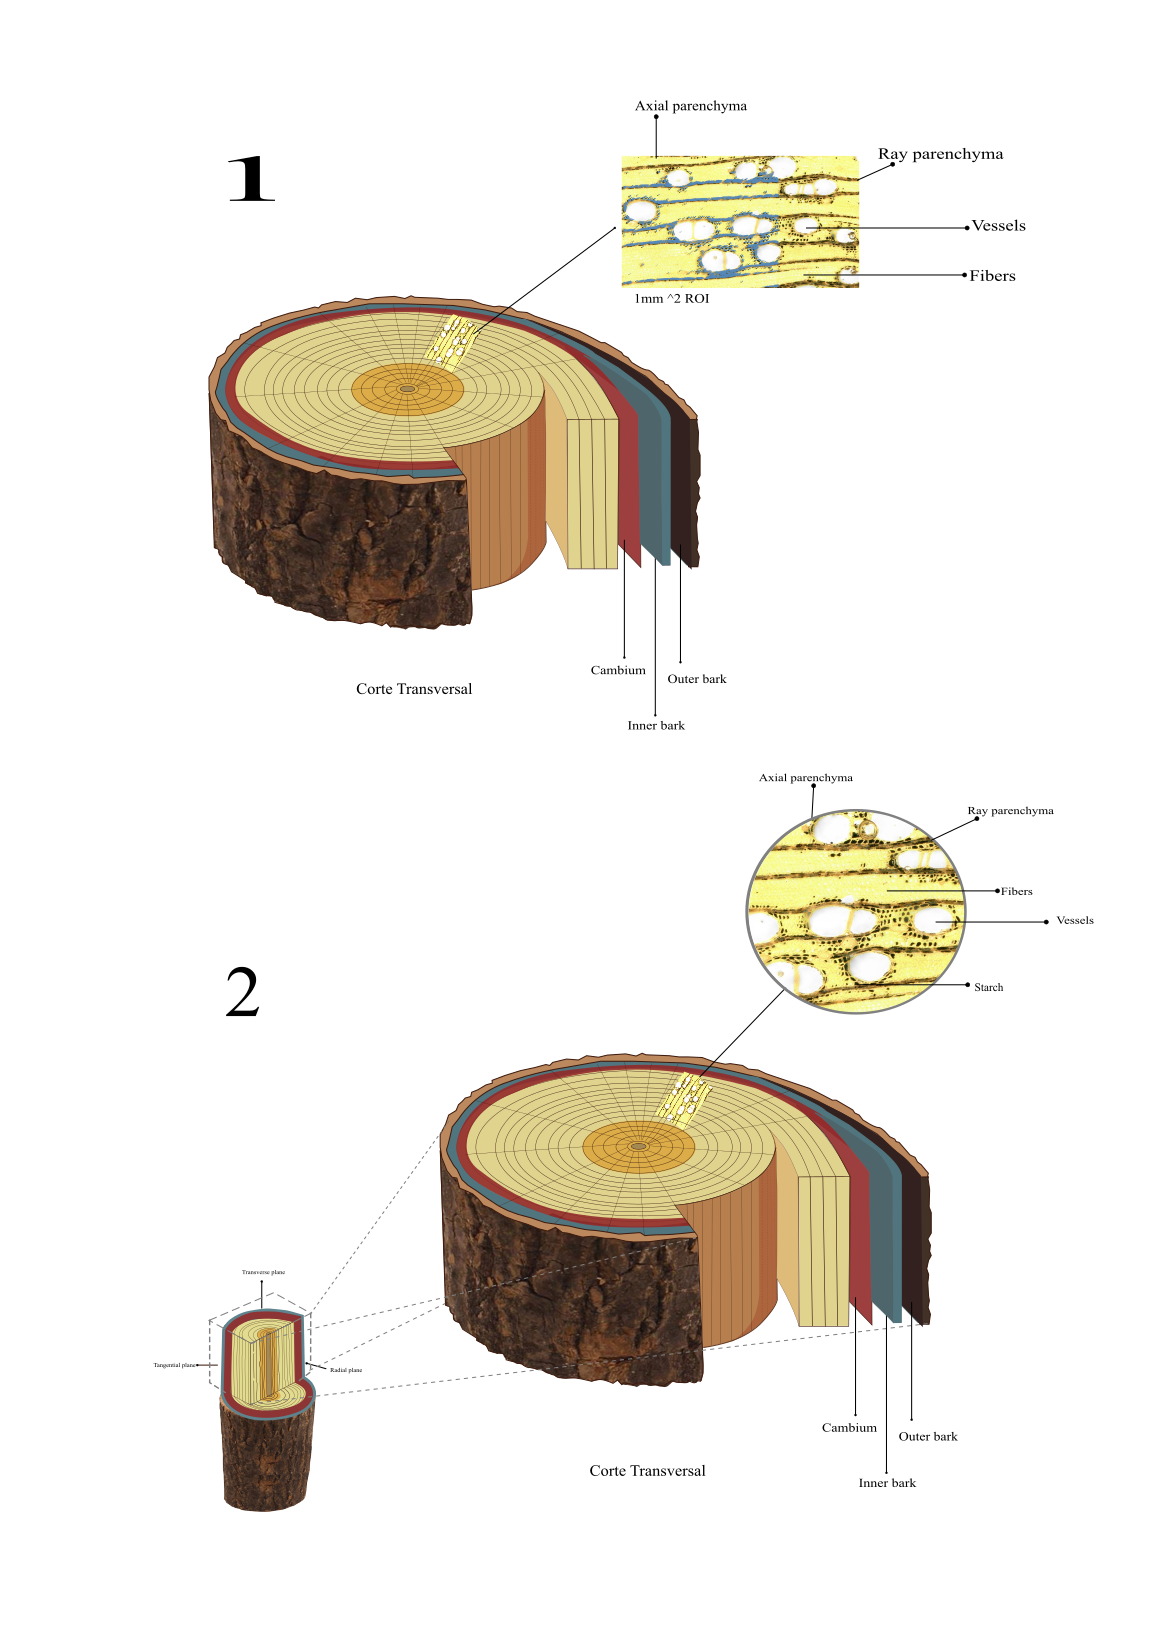 1
Axial parenchyma
Ray parenchyma
Vessels
Fibers
1mm ^2 ROI
Cambium
Outer bark
Corte Transversal
Inner bark
2
Axial parenchyma
Ray parenchyma
Fibers
Vessels
Starch
Transverse plane
Tangential plane
Radial plane
Cambium
Outer bark
Corte Transversal
Inner bark